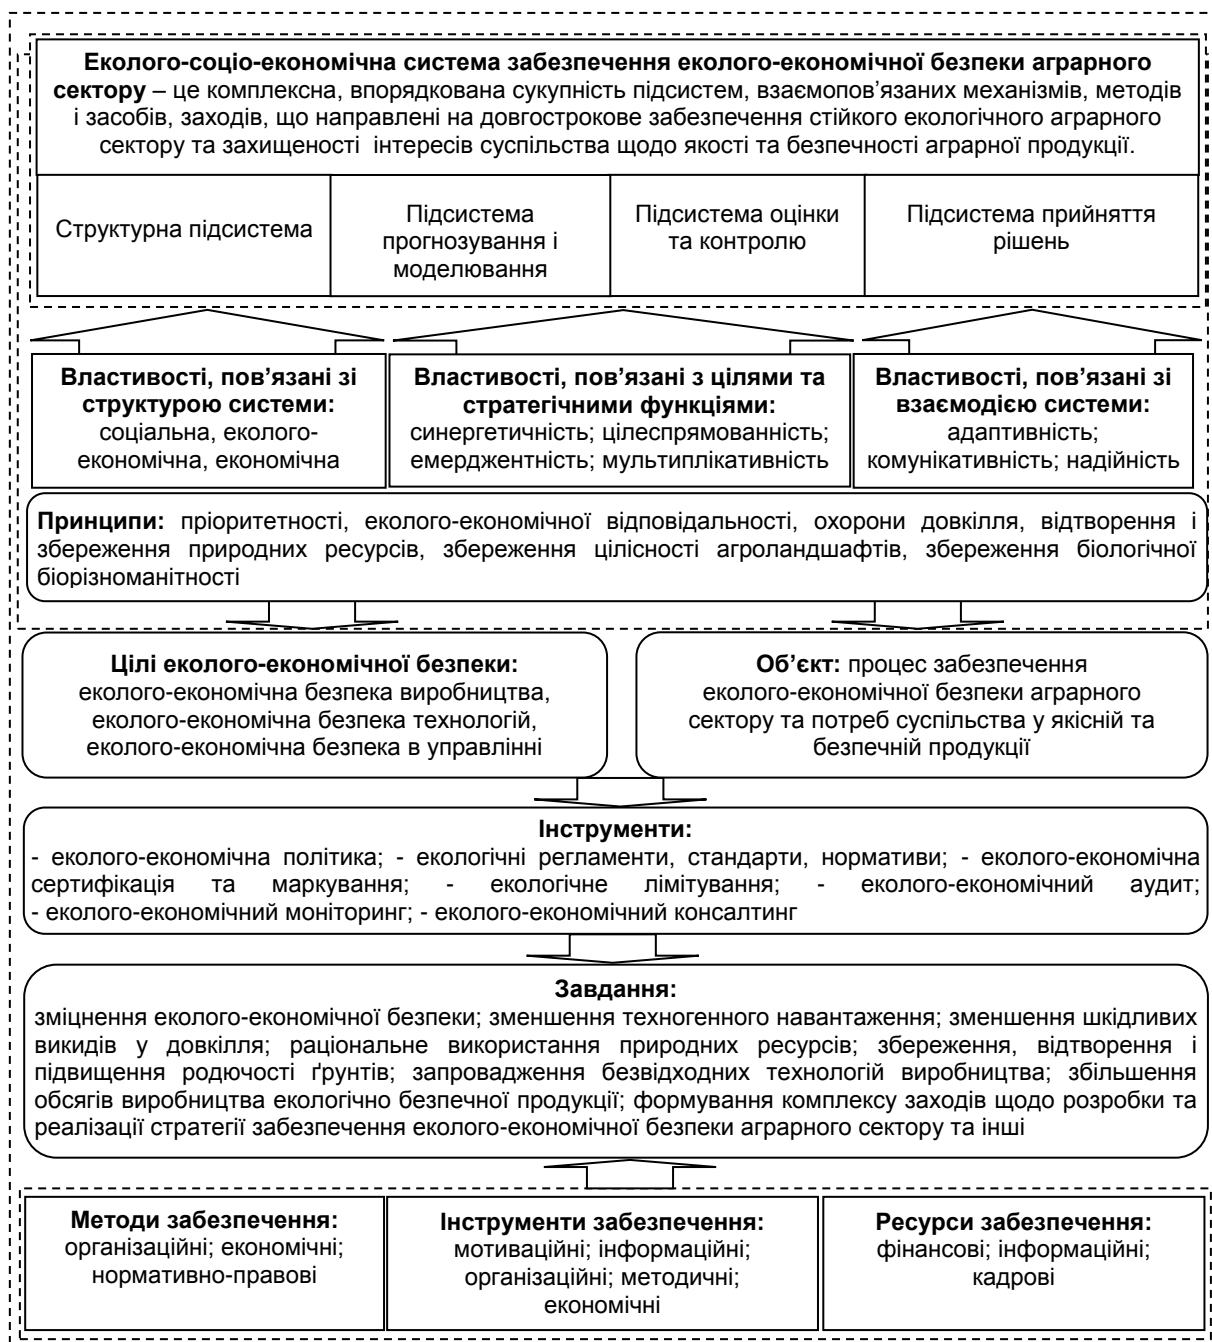 Еколого-соціо-економічна система забезпечення еколого-економічної безпеки аграрного
сектору – це комплексна, впорядкована сукупність підсистем, взаємопов’язаних механізмів, методів
і засобів, заходів, що направлені на довгострокове забезпечення стійкого екологічного аграрного
сектору та захищеності інтересів суспільства щодо якості та безпечності аграрної продукції.
Структурна підсистема
Підсистема
прогнозування і
моделювання
Підсистема оцінки
та контролю
Підсистема прийняття
рішень
Властивості, пов’язані зі
структурою системи:
соціальна, еколого-
економічна, економічна
Властивості, пов’язані з цілями та
стратегічними функціями:
синергетичність; цілеспрямованність;
емерджентність; мультиплікативність
Властивості, пов’язані зі
взаємодією системи:
адаптивність;
комунікативність; надійність
Принципи: пріоритетності, еколого-економічної відповідальності, охорони довкілля, відтворення і
збереження природних ресурсів, збереження цілісності агроландшафтів, збереження біологічної
біорізноманітності
Цілі еколого-економічної безпеки:
еколого-економічна безпека виробництва,
еколого-економічна безпека технологій,
еколого-економічна безпека в управлінні
Об’єкт: процес забезпечення
еколого-економічної безпеки аграрного
сектору та потреб суспільства у якісній та
безпечній продукції
Інструменти:
- еколого-економічна політика; - екологічні регламенти, стандарти, нормативи; - еколого-економічна
сертифікація та маркування; - екологічне лімітування; - еколого-економічний аудит;
- еколого-економічний моніторинг; - еколого-економічний консалтинг
Завдання:
зміцнення еколого-економічної безпеки; зменшення техногенного навантаження; зменшення шкідливих
викидів у довкілля; раціональне використання природних ресурсів; збереження, відтворення і
підвищення родючості ґрунтів; запровадження безвідходних технологій виробництва; збільшення
обсягів виробництва екологічно безпечної продукції; формування комплексу заходів щодо розробки та
реалізації стратегії забезпечення еколого-економічної безпеки аграрного сектору та інші
Методи забезпечення:
організаційні; економічні;
нормативно-правові
Інструменти забезпечення:
мотиваційні; інформаційні;
організаційні; методичні;
економічні
Ресурси забезпечення:
фінансові; інформаційні;
кадрові